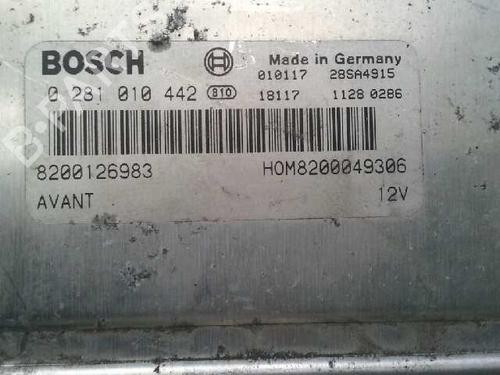 BOSCH
Made in Germany
010117 28SA4915
0 281 010 442 810
18117 1128 0286
8200126983 HOM8200049306
AVANT 12V